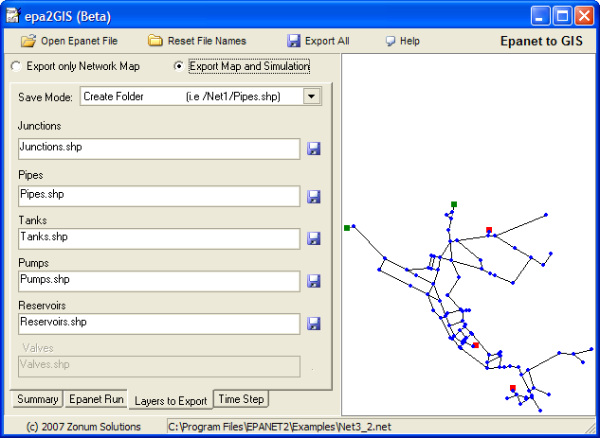 epa2GIS (Beta)
Open Epanet File Reset File Names Export All Help Epanet to GIS
Export only Network Map Export Map and Simulation
Save Mode: Create Folder (i.e /Net1/Pipes.shp)
Junctions
Junctions.shp
Pipes
Pipes.shp
Tanks
Tanks.shp
Pumps
Pumps.shp
Reservoirs
Reservoirs.shp
Valves
Valves.shp
Summary Epanet Run Layers to Export Time Step
(c) 2007 Zonum Solutions C:\Program Files\EPANET2\Examples\Net3_2.net